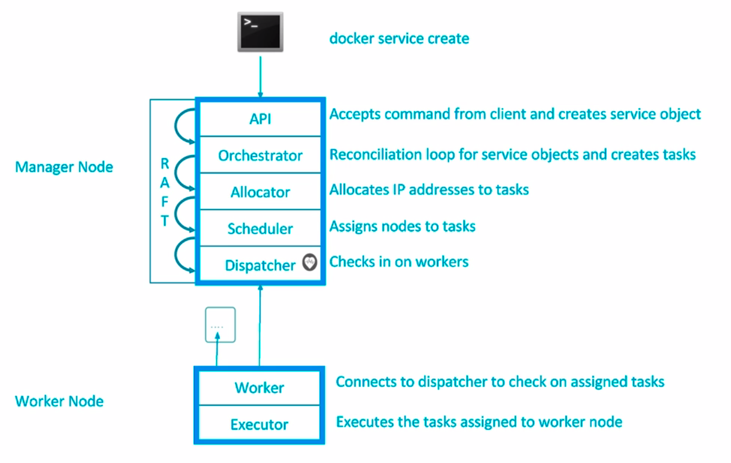 >_
docker service create
API
Accepts command from client and creates service object
Manager Node
RAFT
Orchestrator
Reconciliation loop for service objects and creates tasks
Allocator
Allocates IP addresses to tasks
Scheduler
Assigns nodes to tasks
Dispatcher
Checks in on workers
....
Worker Node
Worker
Connects to dispatcher to check on assigned tasks
Executor
Executes the tasks assigned to worker node